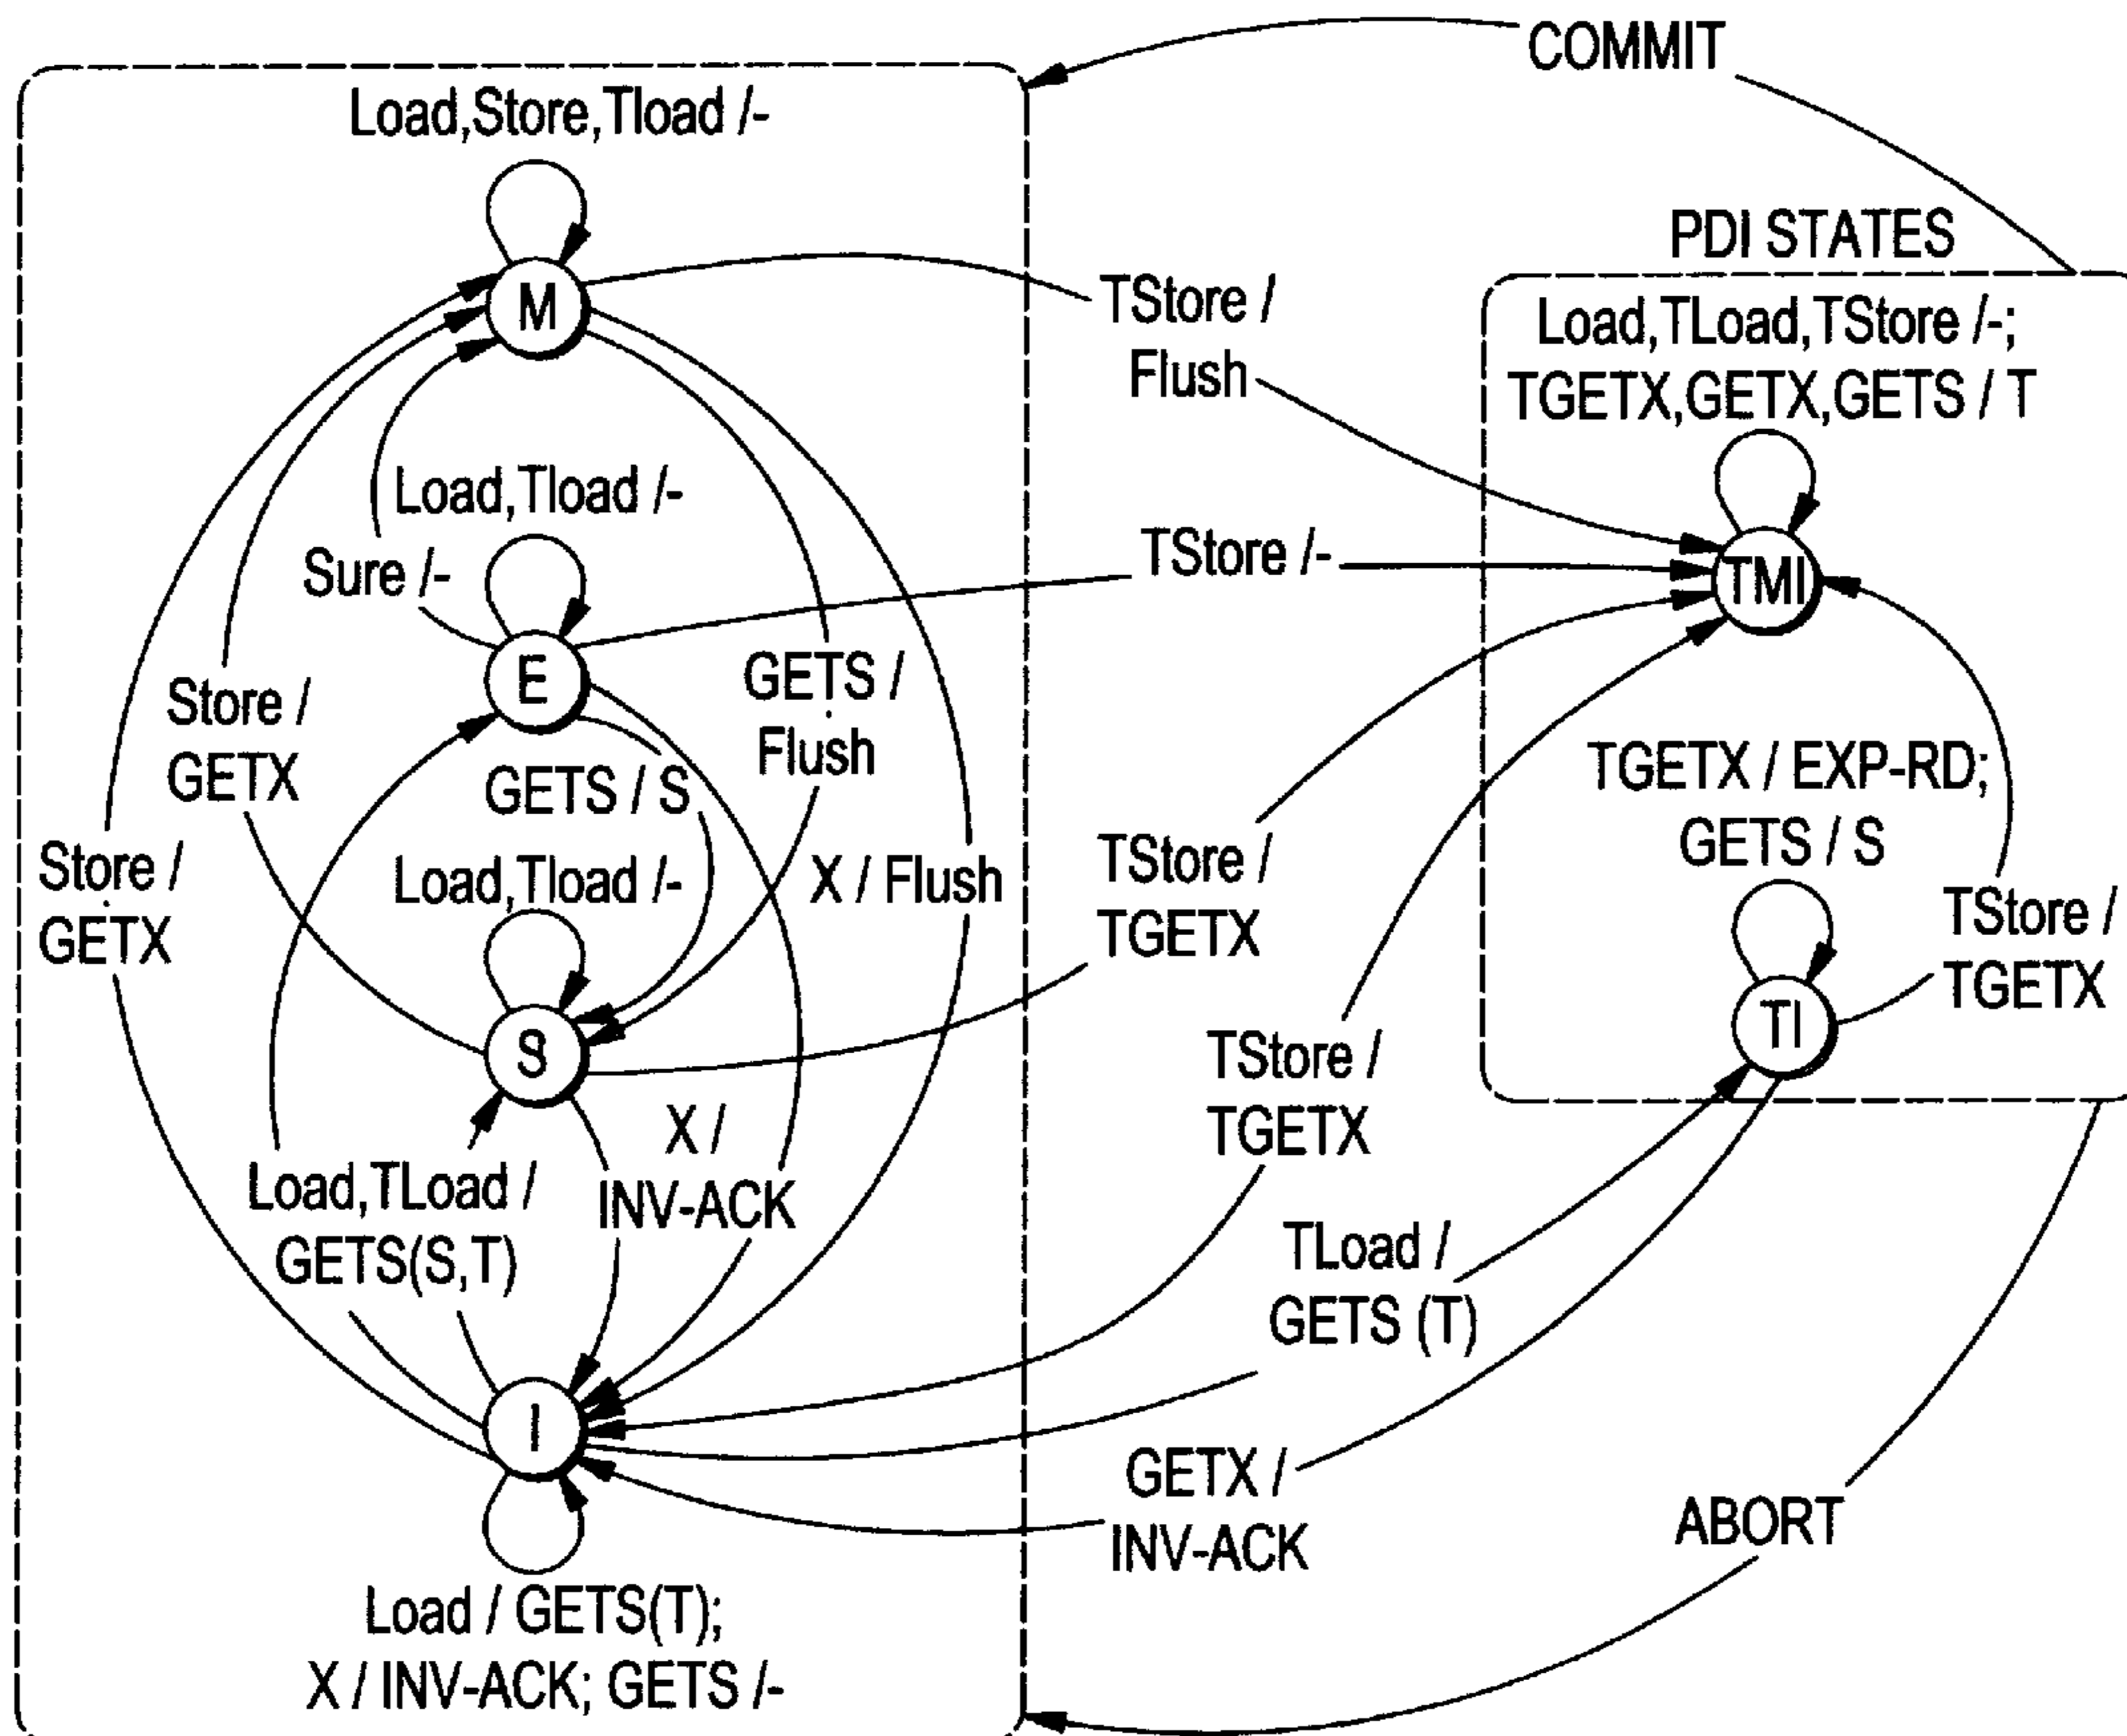 COMMIT
Load,Store,Tload /-
PDI STATES
M
TStore /
Flush
Load,TLoad,TStore /-;
TGETX,GETX,GETS / T
Load,Tload /-
Sure /-
TStore /-
TMI
E
GETS /
Flush
Store /
GETX
GETS / S
TGETX / EXP-RD;
GETS / S
Store /
GETX
Load,Tload /-
X / Flush
TStore /
TGETX
TStore /
TGETX
S
TI
TStore /
TGETX
X /
INV-ACK
Load,TLoad /
GETS(S,T)
TLoad /
GETS (T)
I
GETX /
INV-ACK
ABORT
Load / GETS(T);
X / INV-ACK; GETS /-